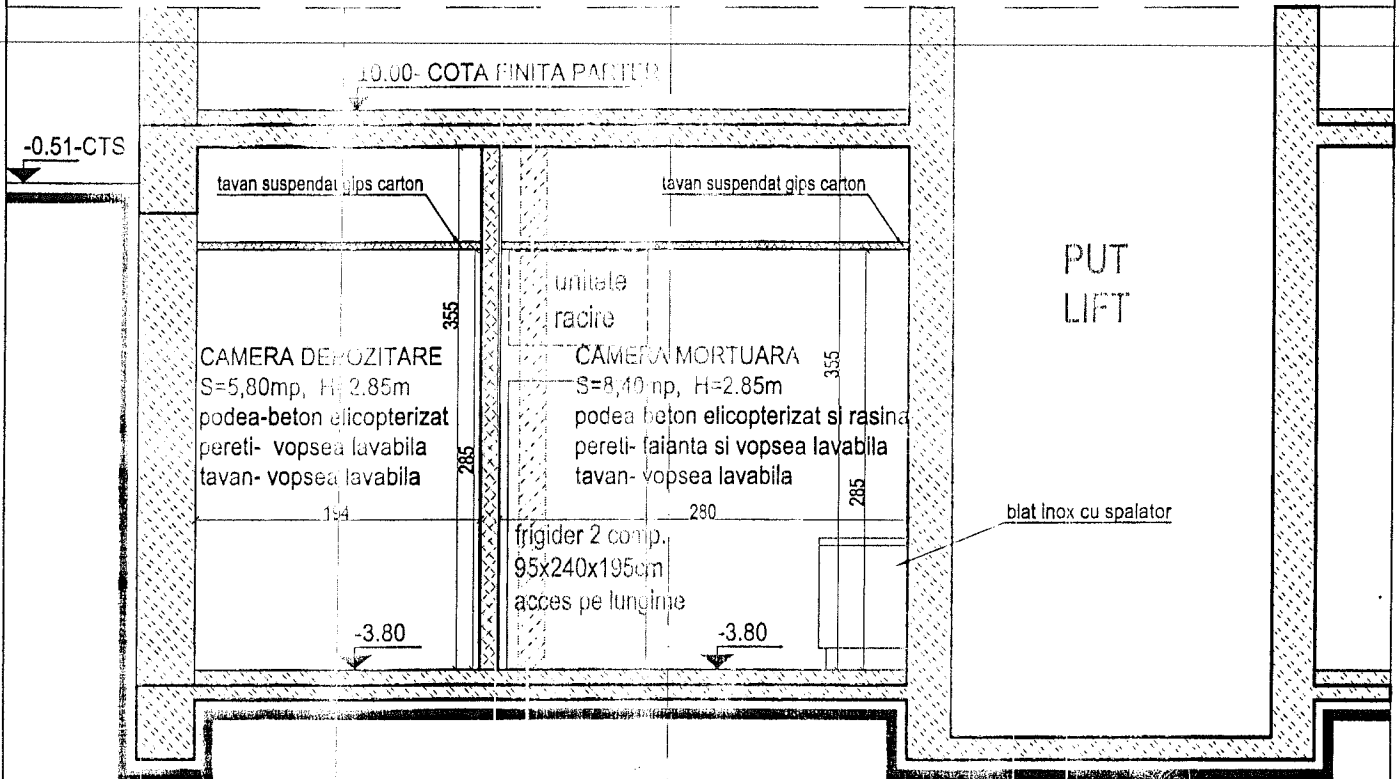 ±0.00- COTA FINITA PARTER
-0.51-CTS
tavan suspendat gips carton
tavan suspendat gips carton
PUT
LIFT
unitate
racire
355
355
CAMERA DEPOZITARE
S=5,80mp, H=2.85m
podea-beton elicopterizat
pereti- vopsea lavabila
tavan- vopsea lavabila
CAMERA MORTUARA
S=8,40mp, H=2.85m
podea beton elicopterizat si rasina
pereti- faianta si vopsea lavabila
tavan- vopsea lavabila
285
285
194
280
blat inox cu spalator
frigider 2 comp.
95x240x195cm
acces pe lungime
-3.80
-3.80